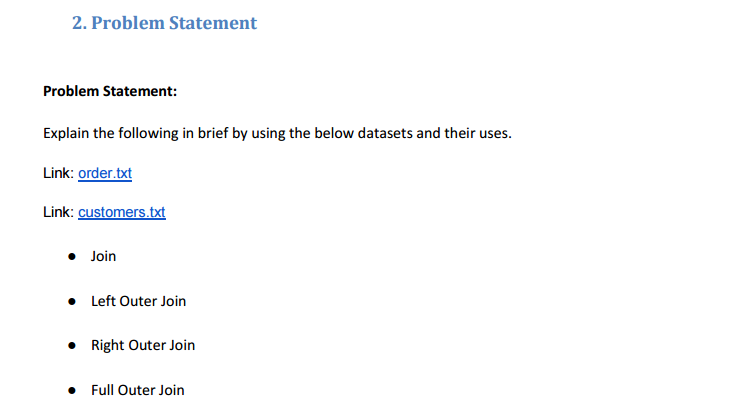 2. Problem Statement
Problem Statement:
Explain the following in brief by using the below datasets and their uses.
Link: order.txt
Link: customers.txt
● Join
● Left Outer Join
● Right Outer Join
● Full Outer Join